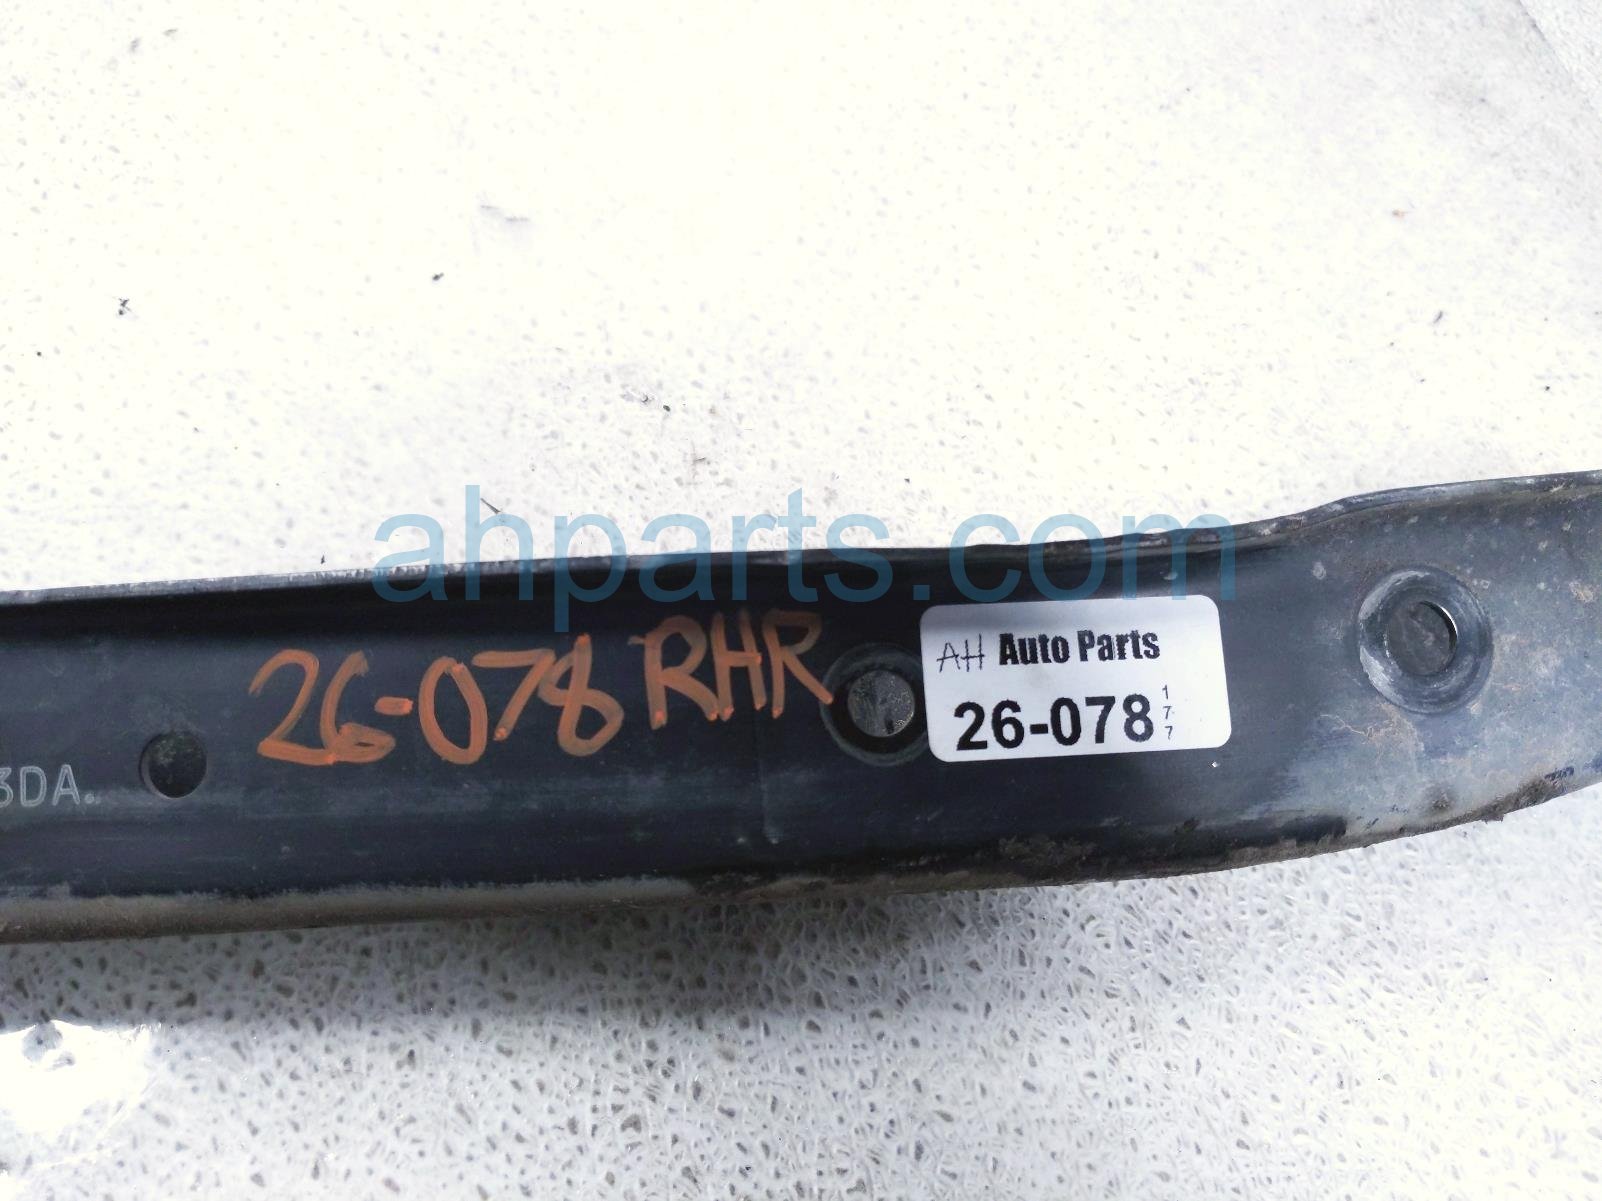 ahparts.com
26-078 RHR
AH Auto Parts
26-078 177
3DA.